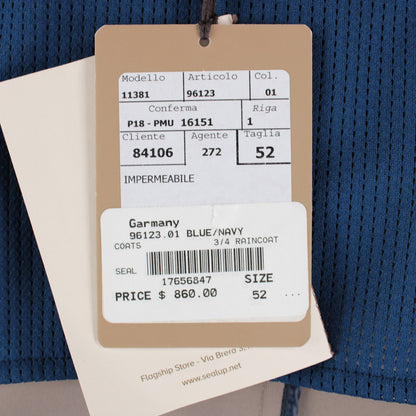 Modello Articolo Col.
11381 96123 01
Conferma Riga
P18 - PMU 16151 1
Cliente Agente Taglia
84106 272 52
IMPERMEABILE
Garmany
96123.01 BLUE/NAVY
COATS 3/4 RAINCOAT
SEAL
17656847 SIZE
PRICE $ 860.00 52 ...
Flagship Store - Via Brera
www.sealup.net